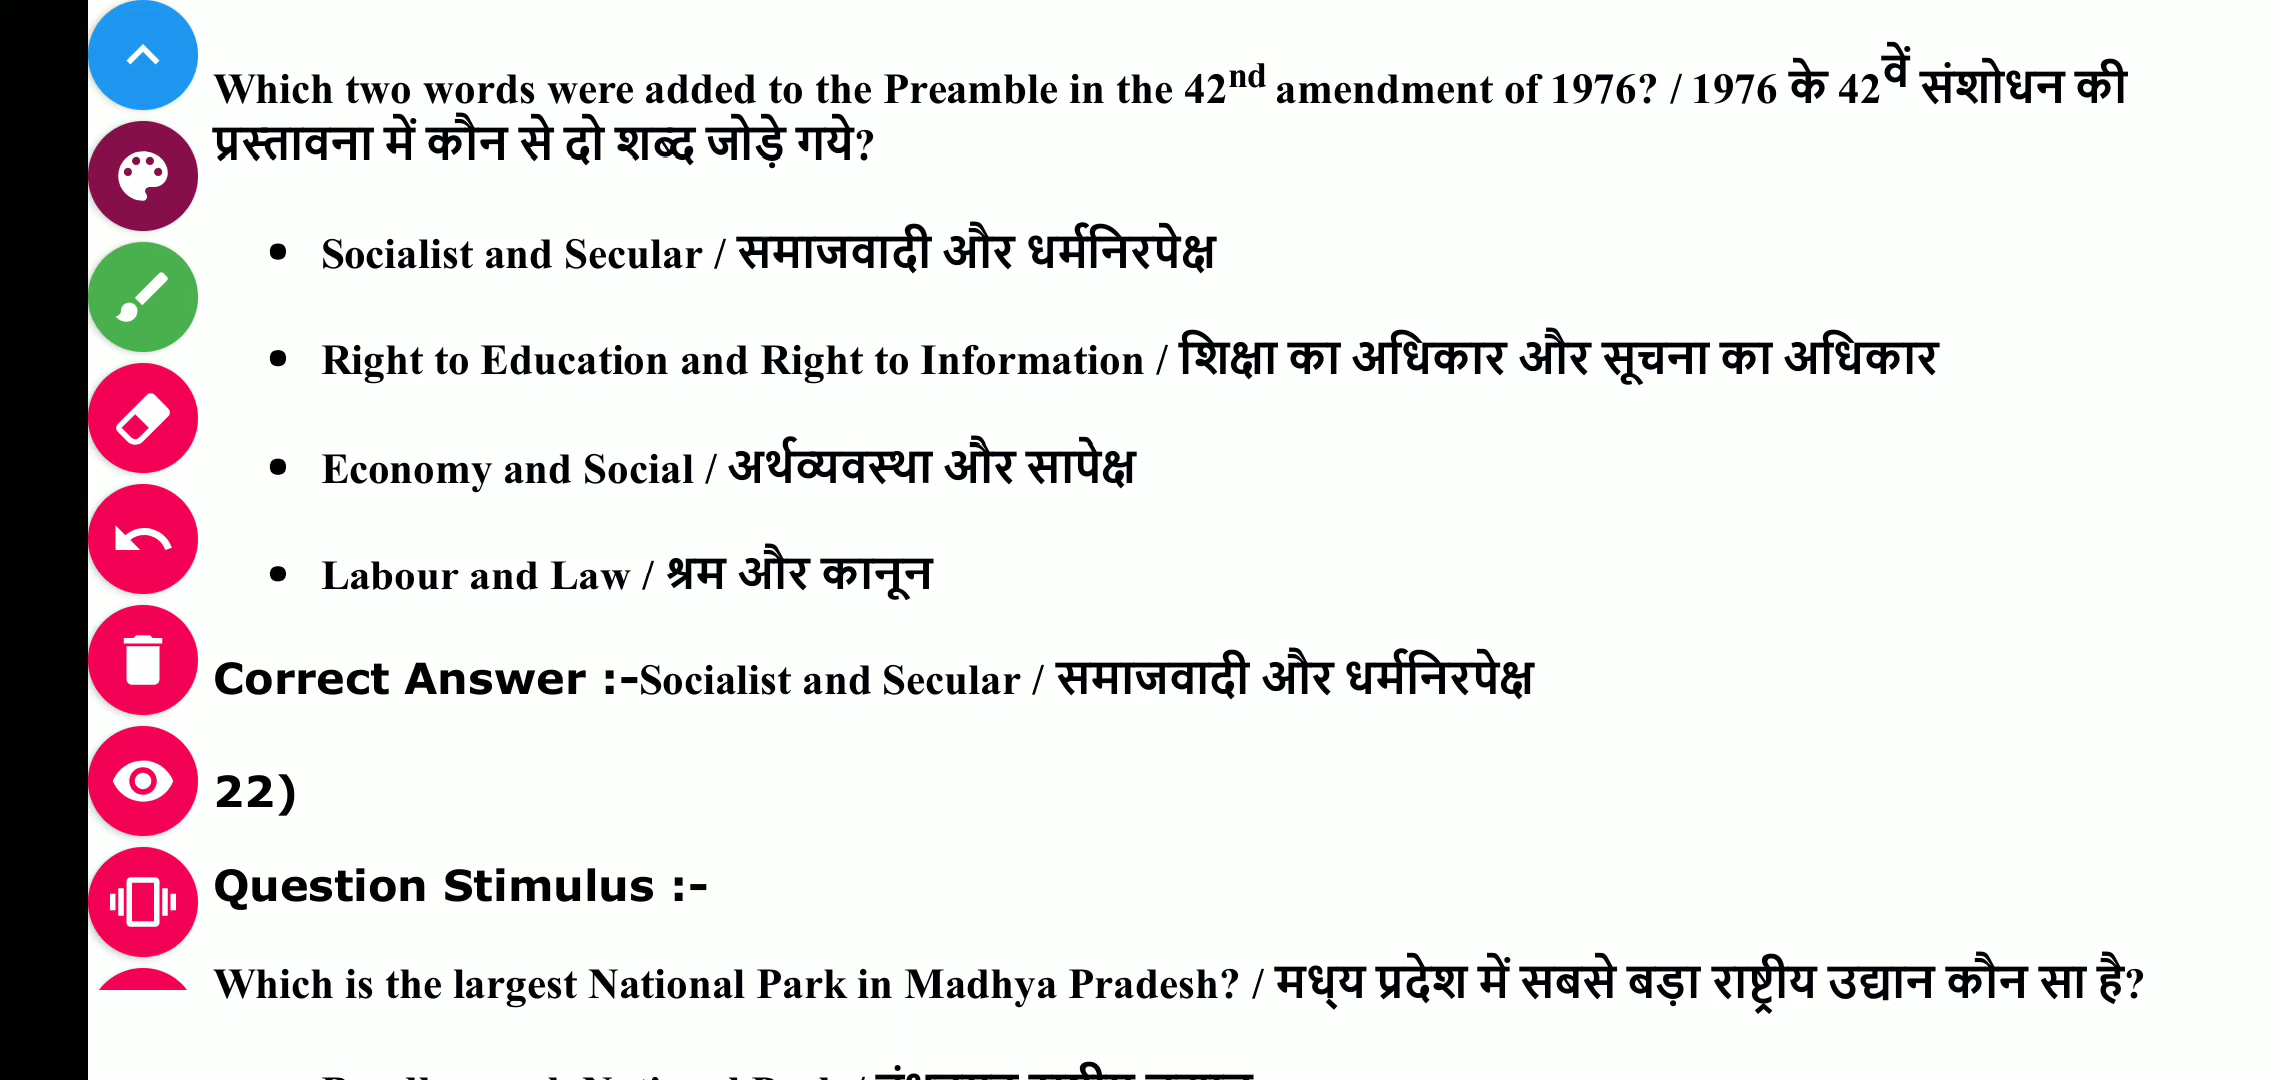 Which two words were added to the Preamble in the 42nd amendment of 1976? / 1976 के 42वें संशोधन की
प्रस्तावना में कौन से दो शब्द जोड़े गये?
• Socialist and Secular / समाजवादी और धर्मनिरपेक्ष
• Right to Education and Right to Information / शिक्षा का अधिकार और सूचना का अधिकार
• Economy and Social / अर्थव्यवस्था और सापेक्ष
• Labour and Law / श्रम और कानून
Correct Answer :-Socialist and Secular / समाजवादी और धर्मनिरपेक्ष
22)
Question Stimulus :-
Which is the largest National Park in Madhya Pradesh? / मध्य प्रदेश में सबसे बड़ा राष्ट्रीय उद्यान कौन सा है?